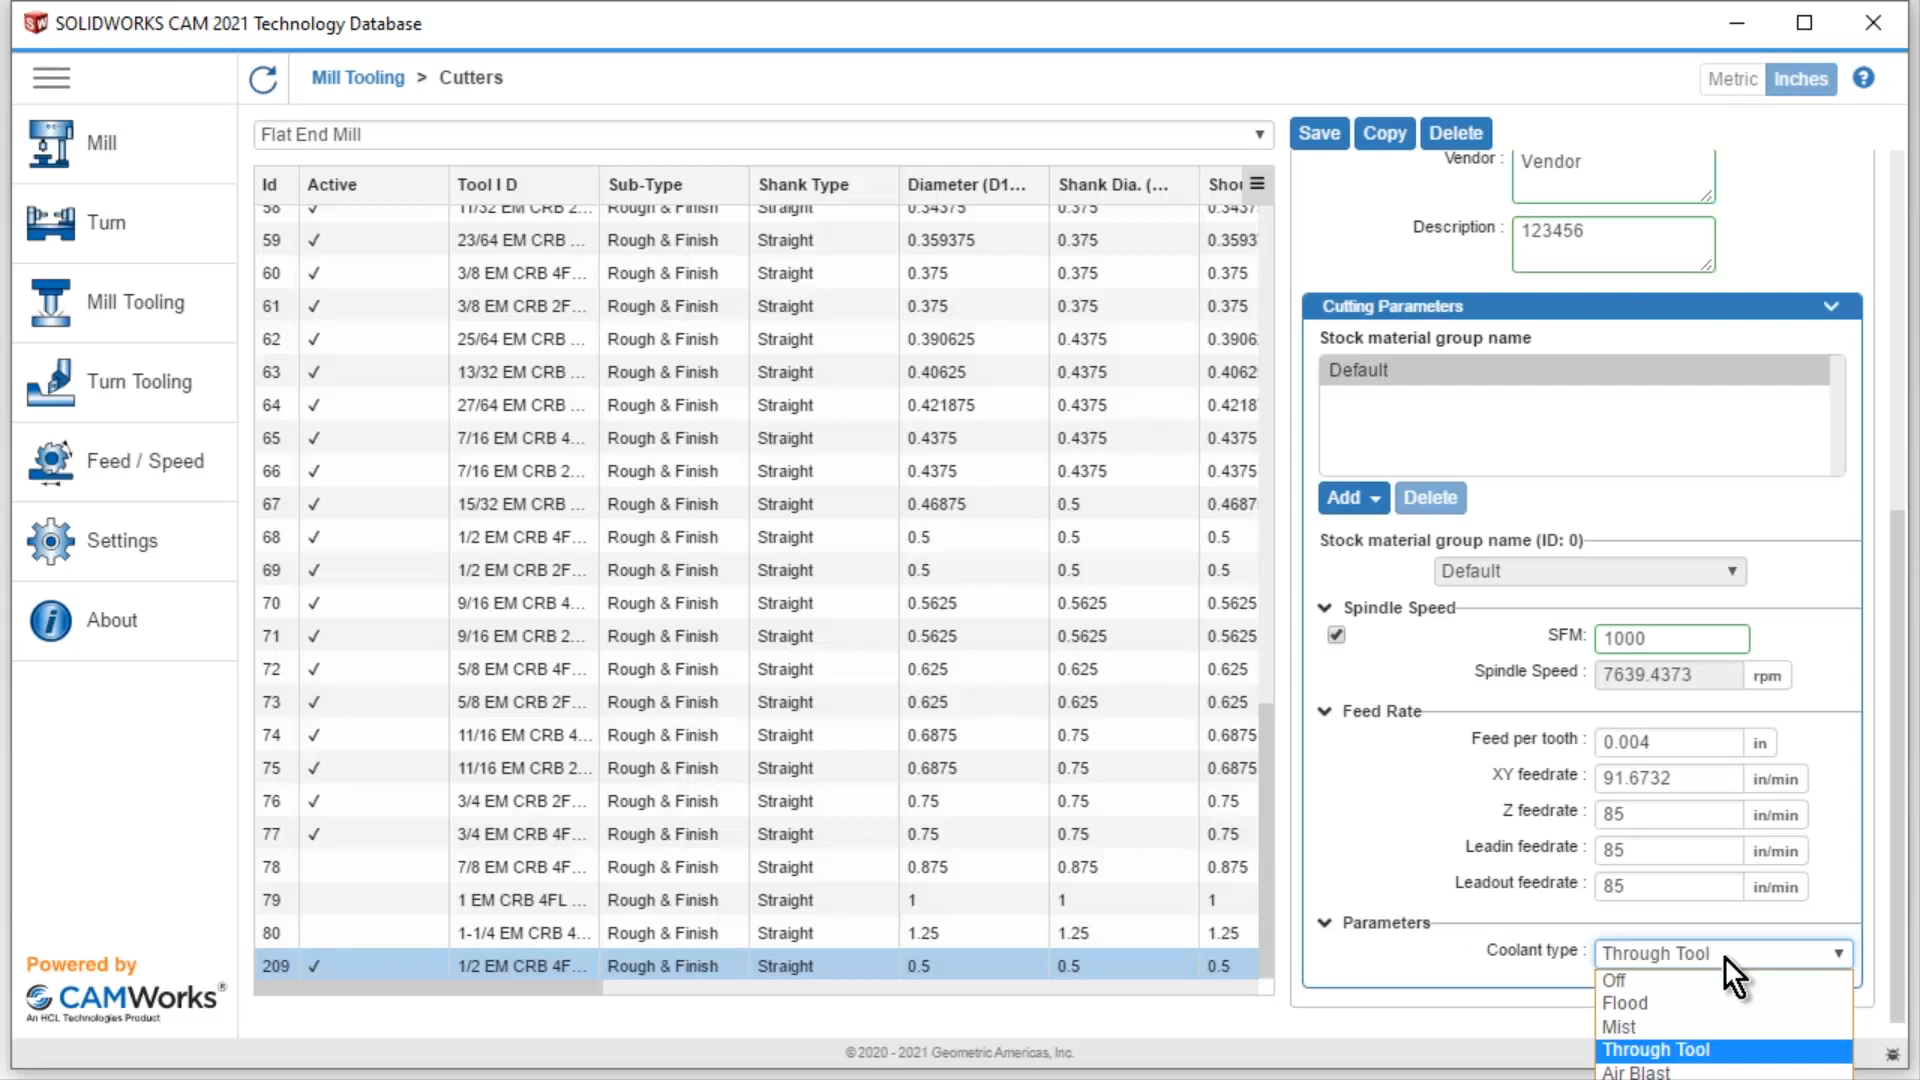 SOLIDWORKS CAM 2021 Technology Database
Mill Tooling > Cutters
Metric Inches
Mill
Turn
Mill Tooling
Turn Tooling
Feed / Speed
Settings
About
Powered by
CAMWorks®
An HCL Technologies Product
Flat End Mill
Id Active Tool I D Sub-Type Shank Type Diameter (D1... Shank Dia. (... Shou
58 ✓ 11/32 EM CRB 2... Rough & Finish Straight 0.34375 0.375 0.3437
59 ✓ 23/64 EM CRB ... Rough & Finish Straight 0.359375 0.375 0.3593
60 ✓ 3/8 EM CRB 4F... Rough & Finish Straight 0.375 0.375 0.375
61 ✓ 3/8 EM CRB 2F... Rough & Finish Straight 0.375 0.375 0.375
62 ✓ 25/64 EM CRB ... Rough & Finish Straight 0.390625 0.4375 0.3906
63 ✓ 13/32 EM CRB ... Rough & Finish Straight 0.40625 0.4375 0.4062
64 ✓ 27/64 EM CRB ... Rough & Finish Straight 0.421875 0.4375 0.4218
65 ✓ 7/16 EM CRB 4... Rough & Finish Straight 0.4375 0.4375 0.4375
66 ✓ 7/16 EM CRB 2... Rough & Finish Straight 0.4375 0.4375 0.4375
67 ✓ 15/32 EM CRB ... Rough & Finish Straight 0.46875 0.5 0.4687
68 ✓ 1/2 EM CRB 4F... Rough & Finish Straight 0.5 0.5 0.5
69 ✓ 1/2 EM CRB 2F... Rough & Finish Straight 0.5 0.5 0.5
70 ✓ 9/16 EM CRB 4... Rough & Finish Straight 0.5625 0.5625 0.5625
71 ✓ 9/16 EM CRB 2... Rough & Finish Straight 0.5625 0.5625 0.5625
72 ✓ 5/8 EM CRB 4F... Rough & Finish Straight 0.625 0.625 0.625
73 ✓ 5/8 EM CRB 2F... Rough & Finish Straight 0.625 0.625 0.625
74 ✓ 11/16 EM CRB 4... Rough & Finish Straight 0.6875 0.75 0.6875
75 ✓ 11/16 EM CRB 2... Rough & Finish Straight 0.6875 0.75 0.6875
76 ✓ 3/4 EM CRB 2F... Rough & Finish Straight 0.75 0.75 0.75
77 ✓ 3/4 EM CRB 4F... Rough & Finish Straight 0.75 0.75 0.75
78 7/8 EM CRB 4F... Rough & Finish Straight 0.875 0.875 0.875
79 1 EM CRB 4FL ... Rough & Finish Straight 1 1 1
80 1-1/4 EM CRB 4... Rough & Finish Straight 1.25 1.25 1.25
209 ✓ 1/2 EM CRB 4F... Rough & Finish Straight 0.5 0.5 0.5
Save Copy Delete
Vendor : Vendor
Description : 123456
Cutting Parameters
Stock material group name
Default
Add Delete
Stock material group name (ID: 0)
Default
Spindle Speed
SFM: 1000
Spindle Speed : 7639.4373 rpm
Feed Rate
Feed per tooth : 0.004 in
XY feedrate : 91.6732 in/min
Z feedrate : 85 in/min
Leadin feedrate : 85 in/min
Leadout feedrate : 85 in/min
Parameters
Coolant type : Through Tool
Off
Flood
Mist
Through Tool
Air Blast
© 2020 - 2021 Geometric Americas, Inc.